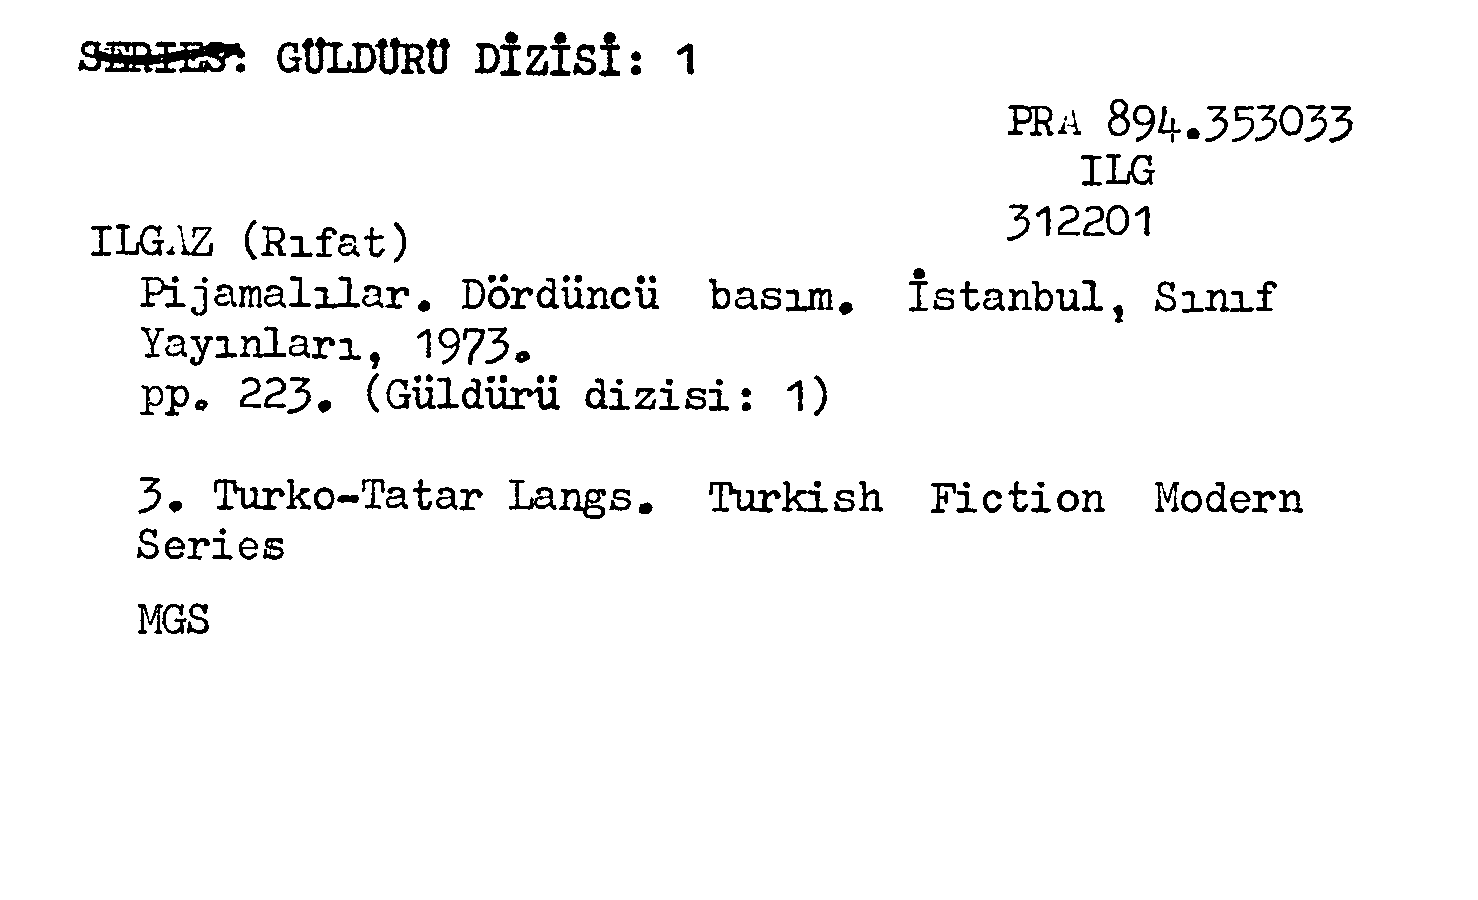 SERIES: GÜLDÜRÜ DİZİSİ: 1
PRA 894.353033
ILG
312201
ILGAZ (Rıfat)
Pijamalılar. Dördüncü basım. İstanbul, Sınıf
Yayınları, 1973.
pp. 223. (Güldürü dizisi: 1)
3. Turko-Tatar Langs. Turkish Fiction Modern
Series
MGS